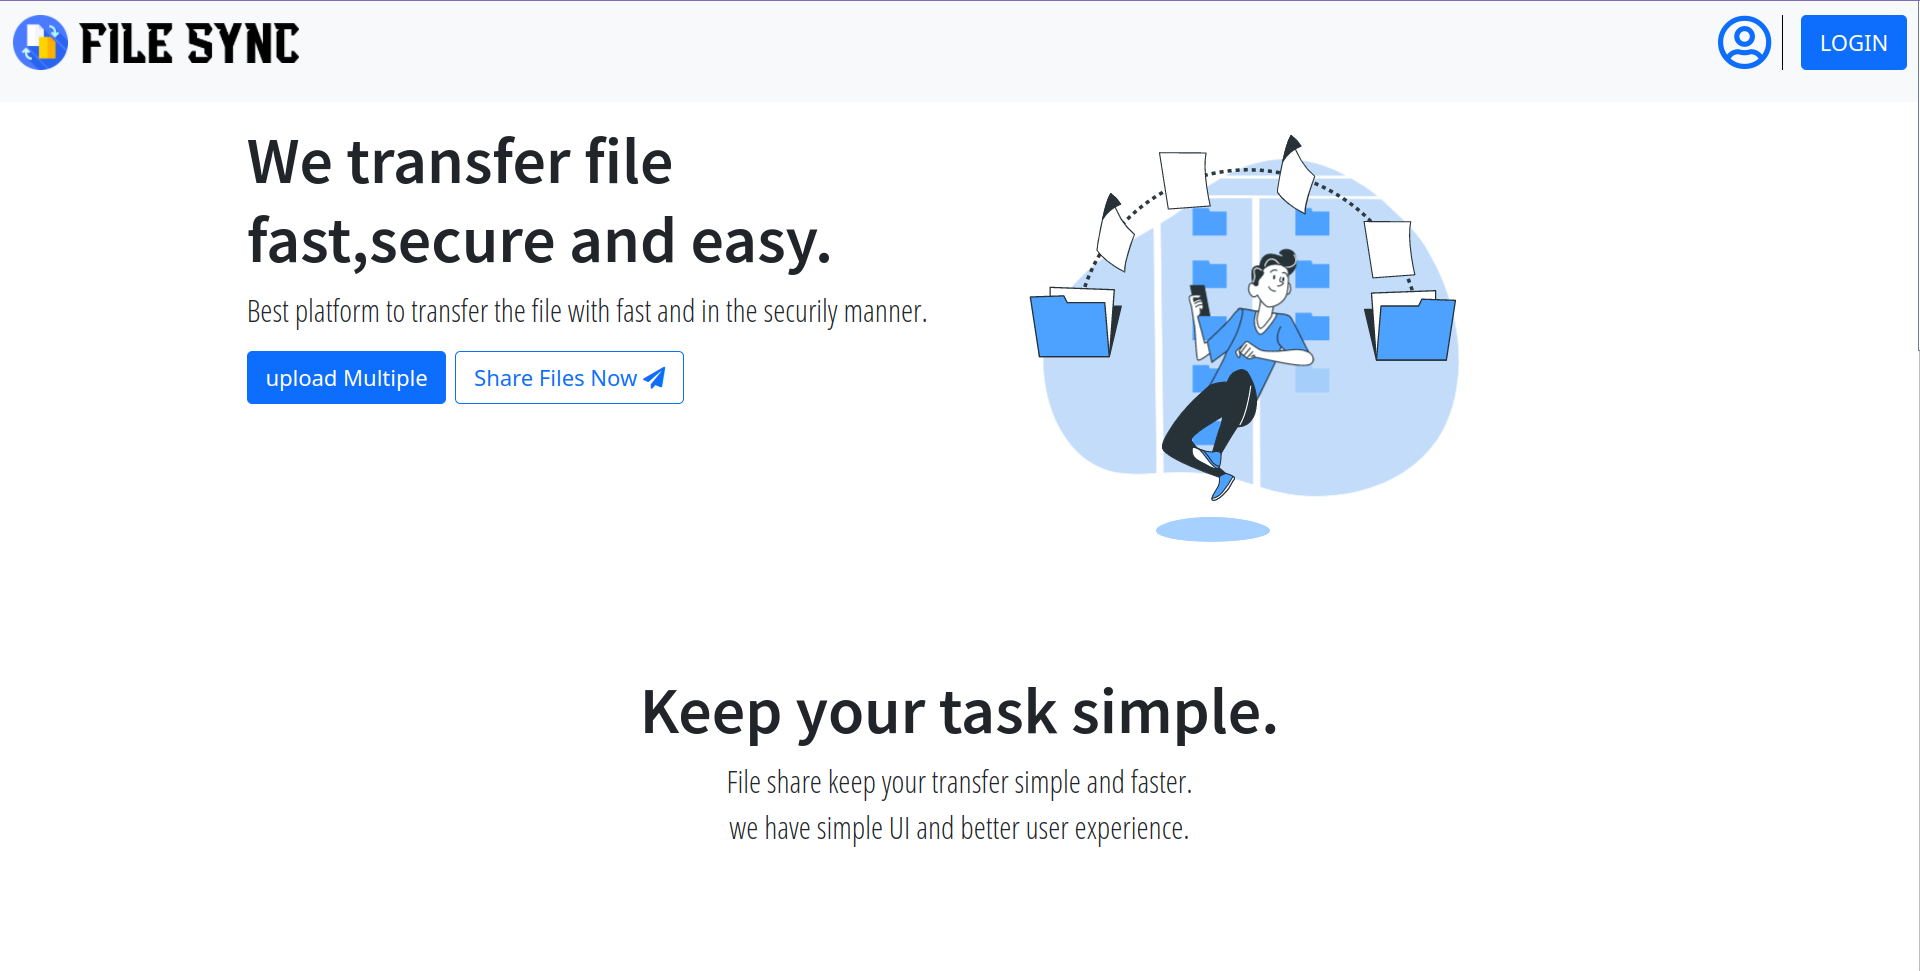 FILE SYNC
LOGIN
We transfer file
fast,secure and easy.
Best platform to transfer the file with fast and in the securily manner.
upload Multiple
Share Files Now
Keep your task simple.
File share keep your transfer simple and faster.
we have simple UI and better user experience.